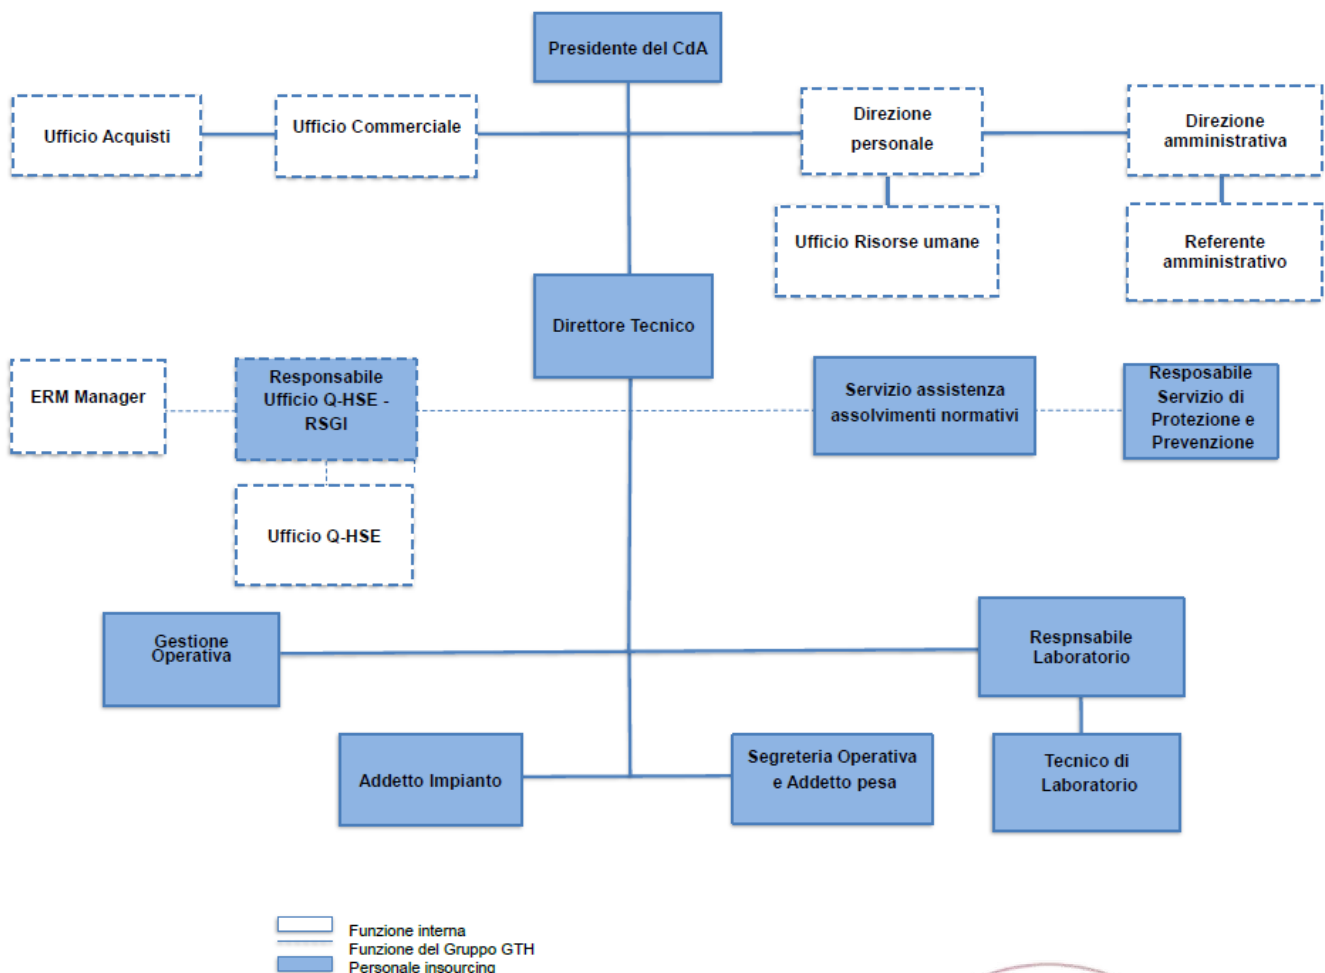 Presidente del CdA
Ufficio Acquisti
Ufficio Commerciale
Direzione
personale
Direzione
amministrativa
Ufficio Risorse umane
Referente
amministrativo
Direttore Tecnico
ERM Manager
Responsabile
Ufficio Q-HSE -
RSGI
Servizio assistenza
assolvimenti normativi
Resposabile
Servizio di
Protezione e
Prevenzione
Ufficio Q-HSE
Gestione
Operativa
Respnsabile
Laboratorio
Addetto Impianto
Segreteria Operativa
e Addetto pesa
Tecnico di
Laboratorio
Funzione interna
Funzione del Gruppo GTH
Personale insourcing